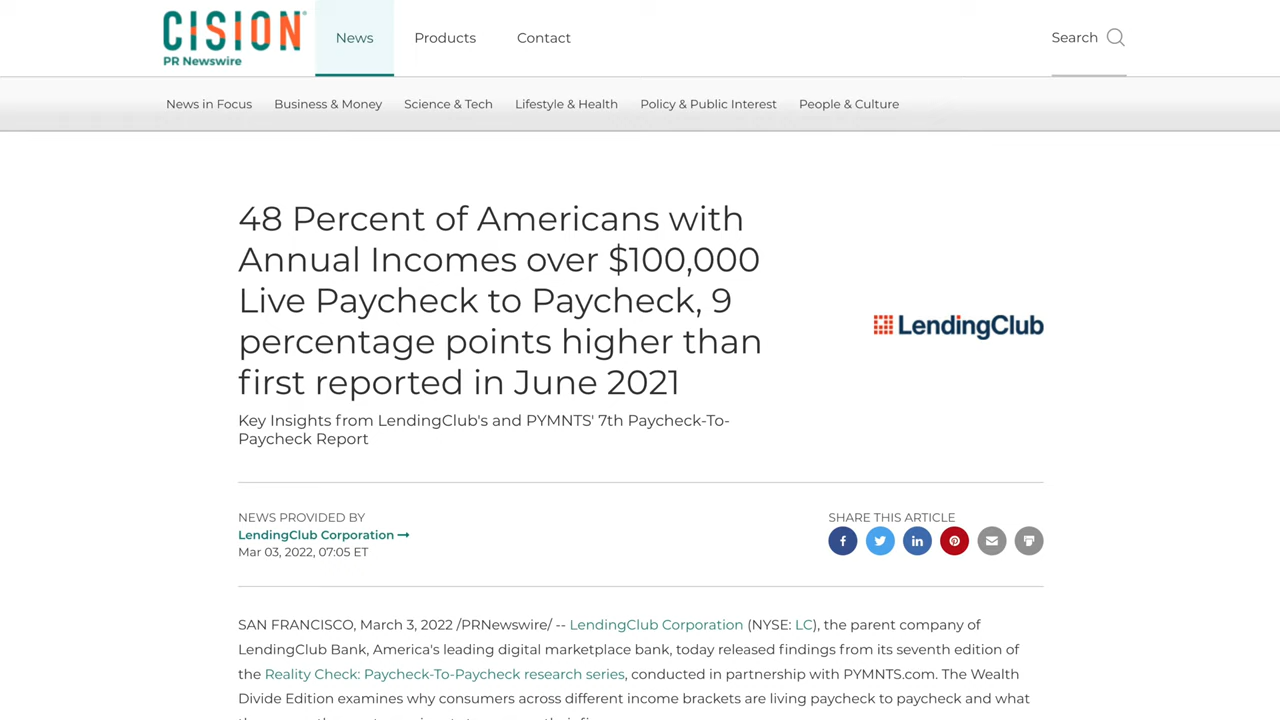 CISION
PR Newswire
News
Products
Contact
Search
News in Focus
Business & Money
Science & Tech
Lifestyle & Health
Policy & Public Interest
People & Culture
48 Percent of Americans with
Annual Incomes over $100,000
Live Paycheck to Paycheck, 9
percentage points higher than
first reported in June 2021
Key Insights from LendingClub's and PYMNTS' 7th Paycheck-To-
Paycheck Report
LendingClub
NEWS PROVIDED BY
LendingClub Corporation →
Mar 03, 2022, 07:05 ET
SHARE THIS ARTICLE
SAN FRANCISCO, March 3, 2022 /PRNewswire/ -- LendingClub Corporation (NYSE: LC), the parent company of
LendingClub Bank, America's leading digital marketplace bank, today released findings from its seventh edition of
the Reality Check: Paycheck-To-Paycheck research series, conducted in partnership with PYMNTS.com. The Wealth
Divide Edition examines why consumers across different income brackets are living paycheck to paycheck and what